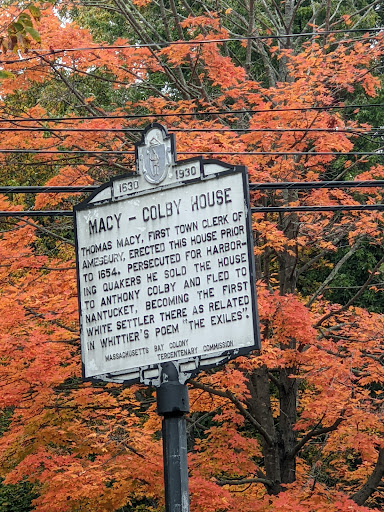 1630 1930
MACY - COLBY HOUSE
THOMAS MACY, FIRST TOWN CLERK OF
AMESBURY, ERECTED THIS HOUSE PRIOR
TO 1654. PERSECUTED FOR HARBOR-
ING QUAKERS HE SOLD THE HOUSE
TO ANTHONY COLBY AND FLED TO
NANTUCKET, BECOMING THE FIRST
WHITE SETTLER THERE AS RELATED
IN WHITTIER'S POEM "THE EXILES".
MASSACHUSETTS BAY COLONY
TERCENTENARY COMMISSION